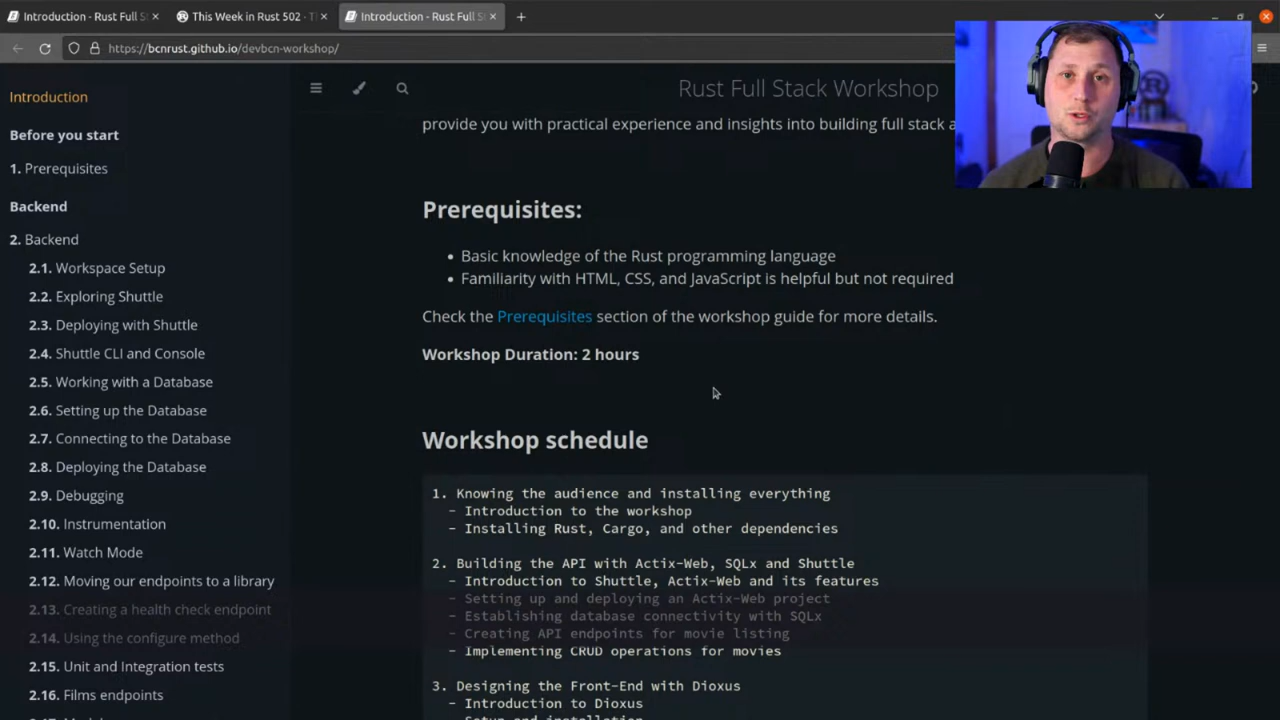 Introduction - Rust Full St
This Week in Rust 502 · Th
Introduction - Rust Full St
https://bcnrust.github.io/devbcn-workshop/
Introduction
Before you start
1. Prerequisites
Backend
2. Backend
2.1. Workspace Setup
2.2. Exploring Shuttle
2.3. Deploying with Shuttle
2.4. Shuttle CLI and Console
2.5. Working with a Database
2.6. Setting up the Database
2.7. Connecting to the Database
2.8. Deploying the Database
2.9. Debugging
2.10. Instrumentation
2.11. Watch Mode
2.12. Moving our endpoints to a library
2.13. Creating a health check endpoint
2.14. Using the configure method
2.15. Unit and Integration tests
2.16. Films endpoints
Rust Full Stack Workshop
provide you with practical experience and insights into building full stack a
Prerequisites:
• Basic knowledge of the Rust programming language
• Familiarity with HTML, CSS, and JavaScript is helpful but not required
Check the Prerequisites section of the workshop guide for more details.
Workshop Duration: 2 hours
Workshop schedule
1. Knowing the audience and installing everything
- Introduction to the workshop
- Installing Rust, Cargo, and other dependencies
2. Building the API with Actix-Web, SQLx and Shuttle
- Introduction to Shuttle, Actix-Web and its features
- Setting up and deploying an Actix-Web project
- Establishing database connectivity with SQLx
- Creating API endpoints for movie listing
- Implementing CRUD operations for movies
3. Designing the Front-End with Dioxus
- Introduction to Dioxus